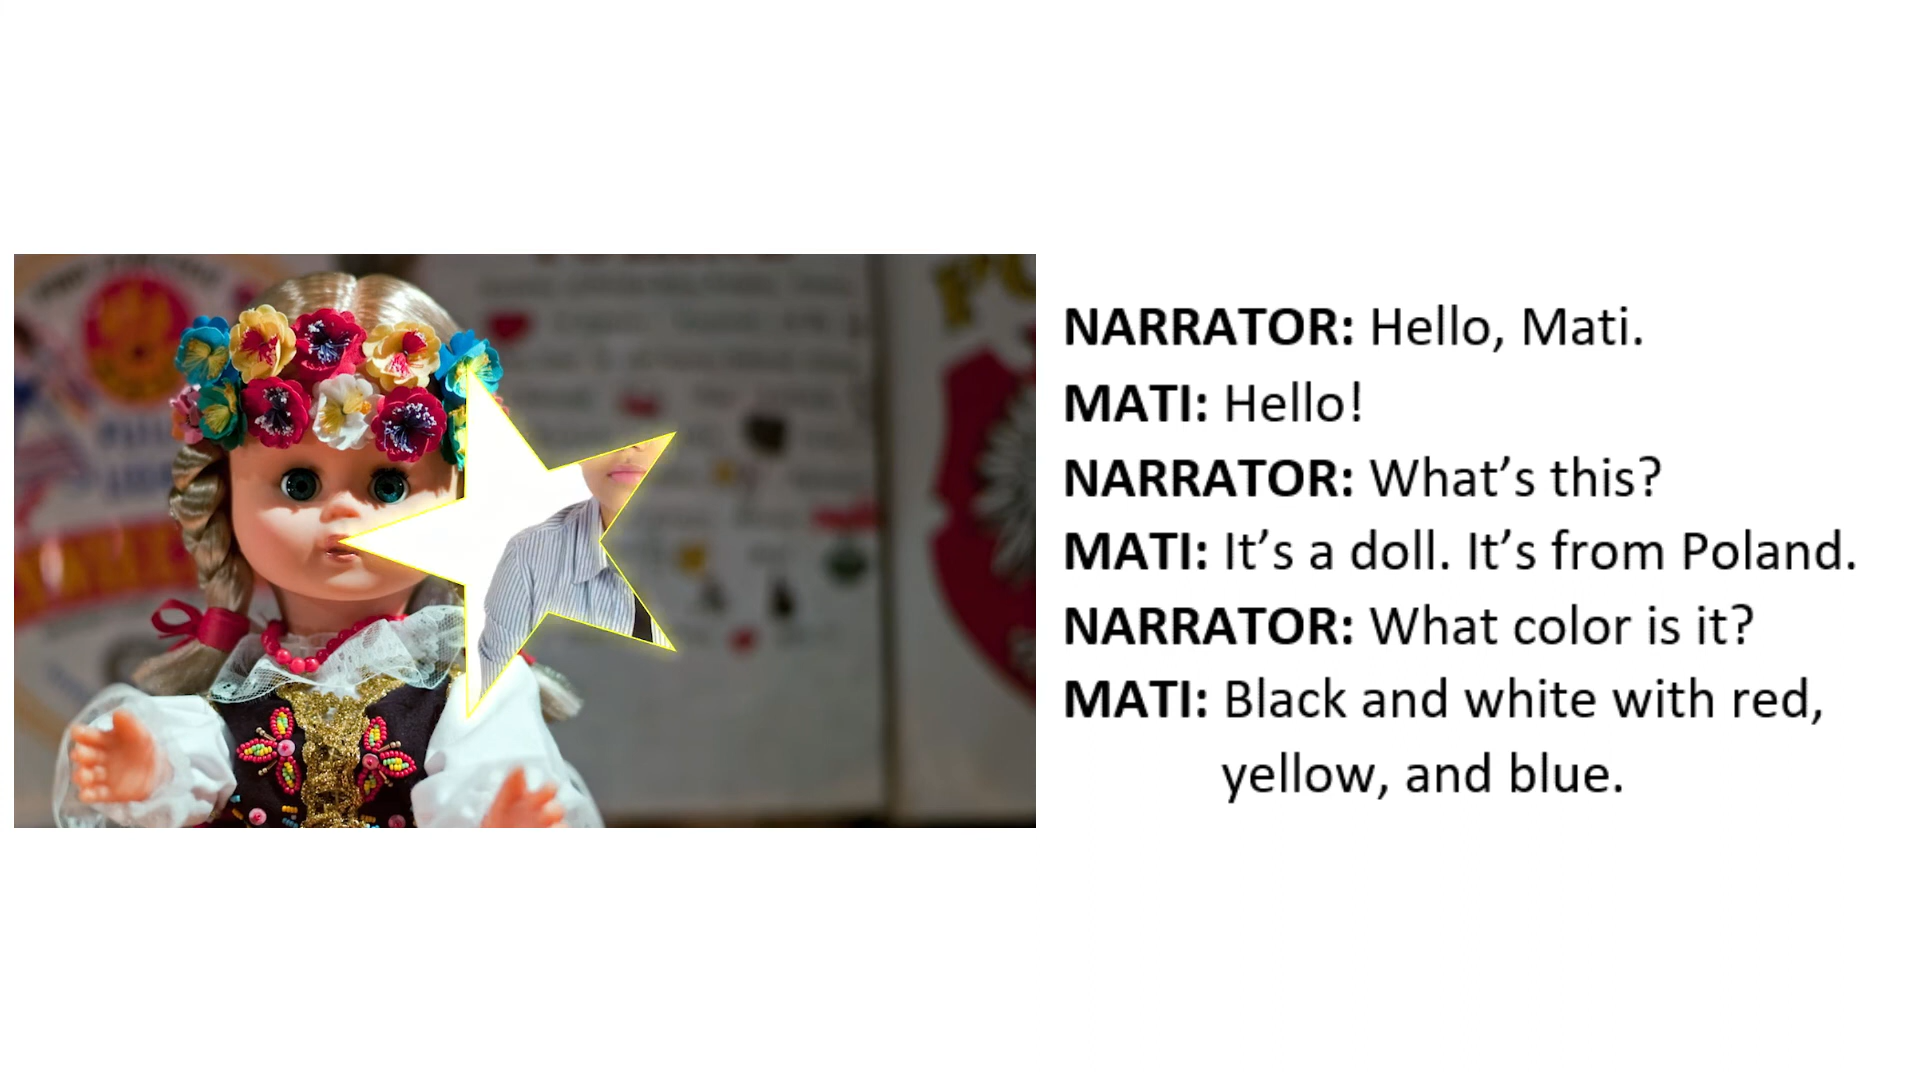 NARRATOR: Hello, Mati.
MATI: Hello!
NARRATOR: What’s this?
MATI: It’s a doll. It’s from Poland.
NARRATOR: What color is it?
MATI: Black and white with red,
yellow, and blue.